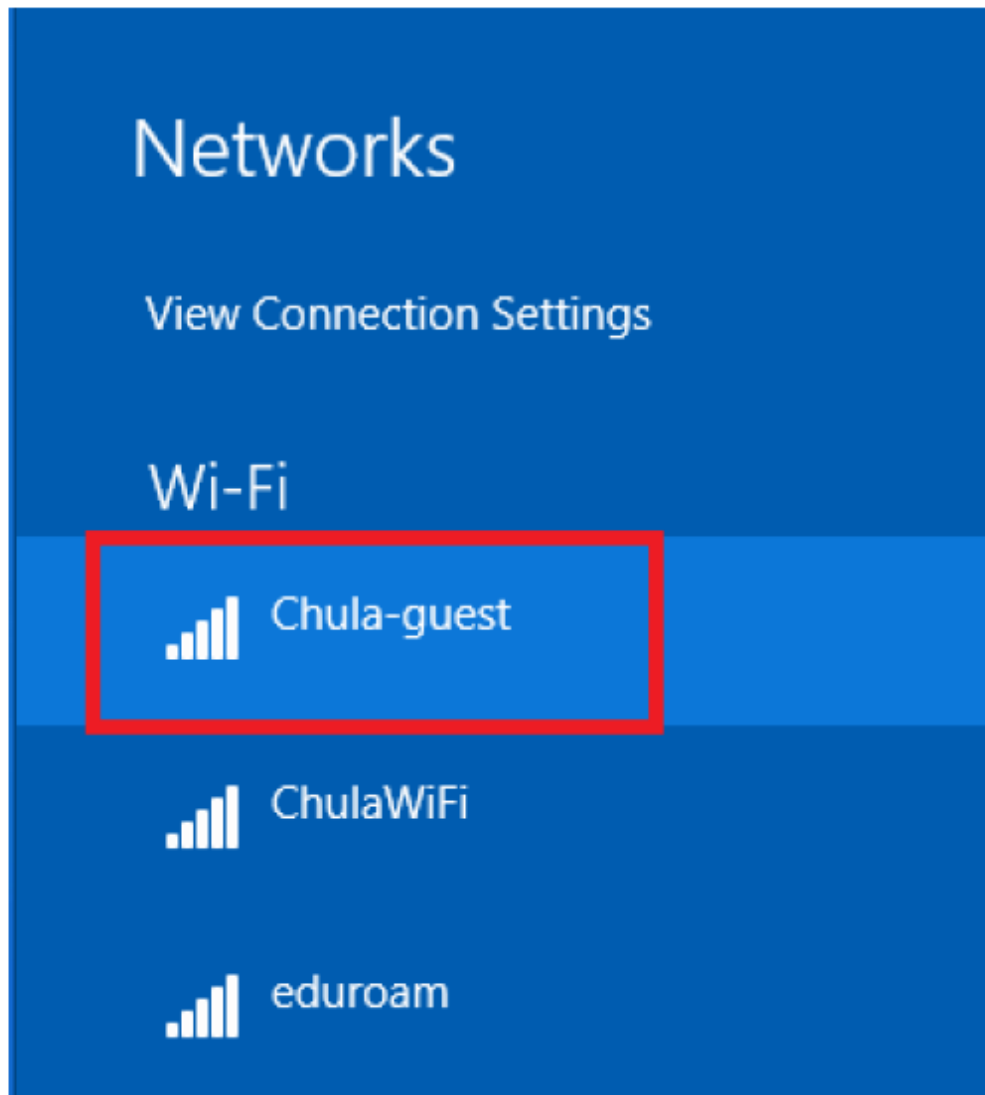 Networks
View Connection Settings
Wi-Fi
Chula-guest
ChulaWiFi
eduroam